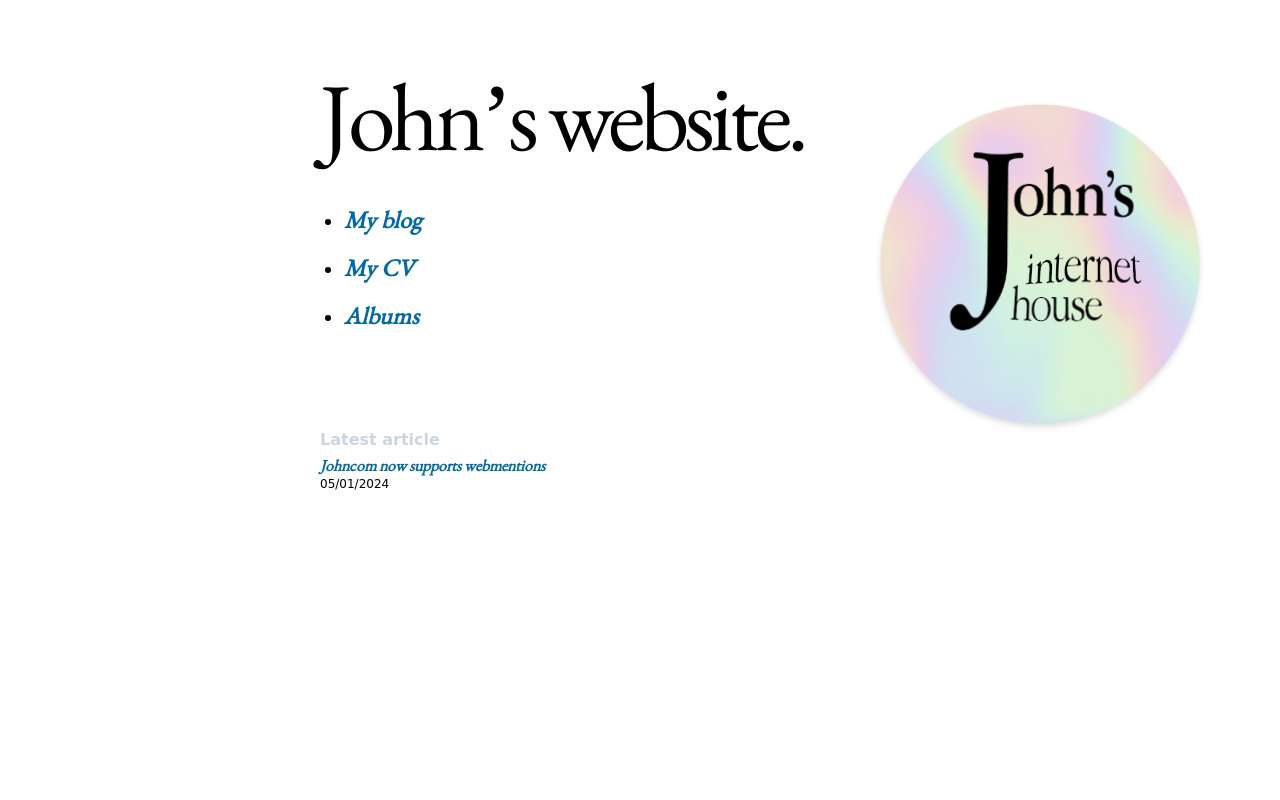 John’s website.
My blog
My CV
Albums
John’s
internet
house
Latest article
Johncom now supports webmentions
05/01/2024